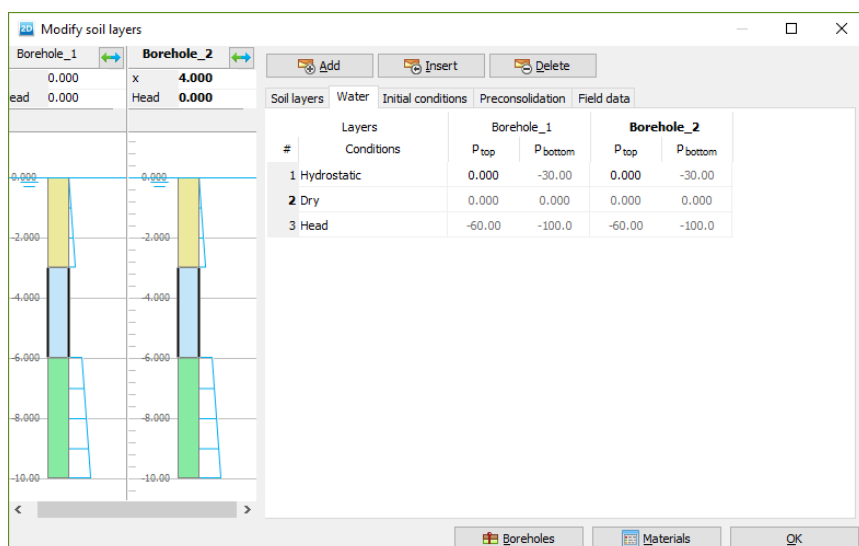 2D Modify soil layers
Borehole_1 Borehole_2
0.000 x 4.000
ead 0.000 Head 0.000
Add Insert Delete
Soil layers Water Initial conditions Preconsolidation Field data
Layers Borehole_1 Borehole_2
# Conditions Ptop Pbottom Ptop Pbottom
1 Hydrostatic 0.000 -30.00 0.000 -30.00
2 Dry 0.000 0.000 0.000 0.000
3 Head -60.00 -100.0 -60.00 -100.0
0.000 0.000
-2.000 -2.000
-4.000 -4.000
-6.000 -6.000
-8.000 -8.000
-10.00 -10.00
Boreholes Materials OK